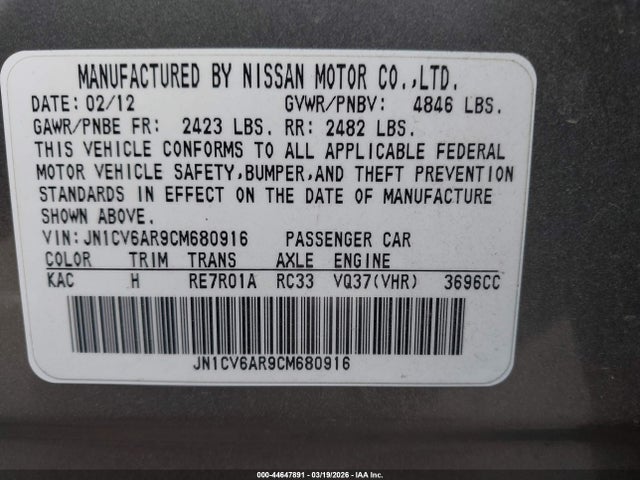 MANUFACTURED BY NISSAN MOTOR CO.,LTD.
DATE: 02/12 GVWR/PNBV: 4846 LBS.
GAWR/PNBE FR: 2423 LBS. RR: 2482 LBS.
THIS VEHICLE CONFORMS TO ALL APPLICABLE FEDERAL
MOTOR VEHICLE SAFETY,BUMPER,AND THEFT PREVENTION
STANDARDS IN EFFECT ON THE DATE OF MANUFACTURE
SHOWN ABOVE.
VIN:JN1CV6AR9CM680916 PASSENGER CAR
COLOR TRIM TRANS AXLE ENGINE
KAC H RE7R01A RC33 VQ37(VHR) 3696CC
JN1CV6AR9CM680916
000-44647891 - 03/19/2026 - IAA Inc.